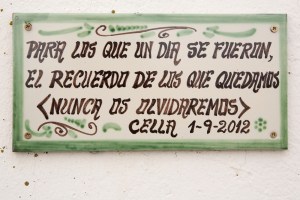 PARA LOS QUE UN DIA SE FUERON,
EL RECUERDO DE LOS QUE QUEDAMOS
<NUNCA OS OLVIDAREMOS>
CELLA 1-9-2012